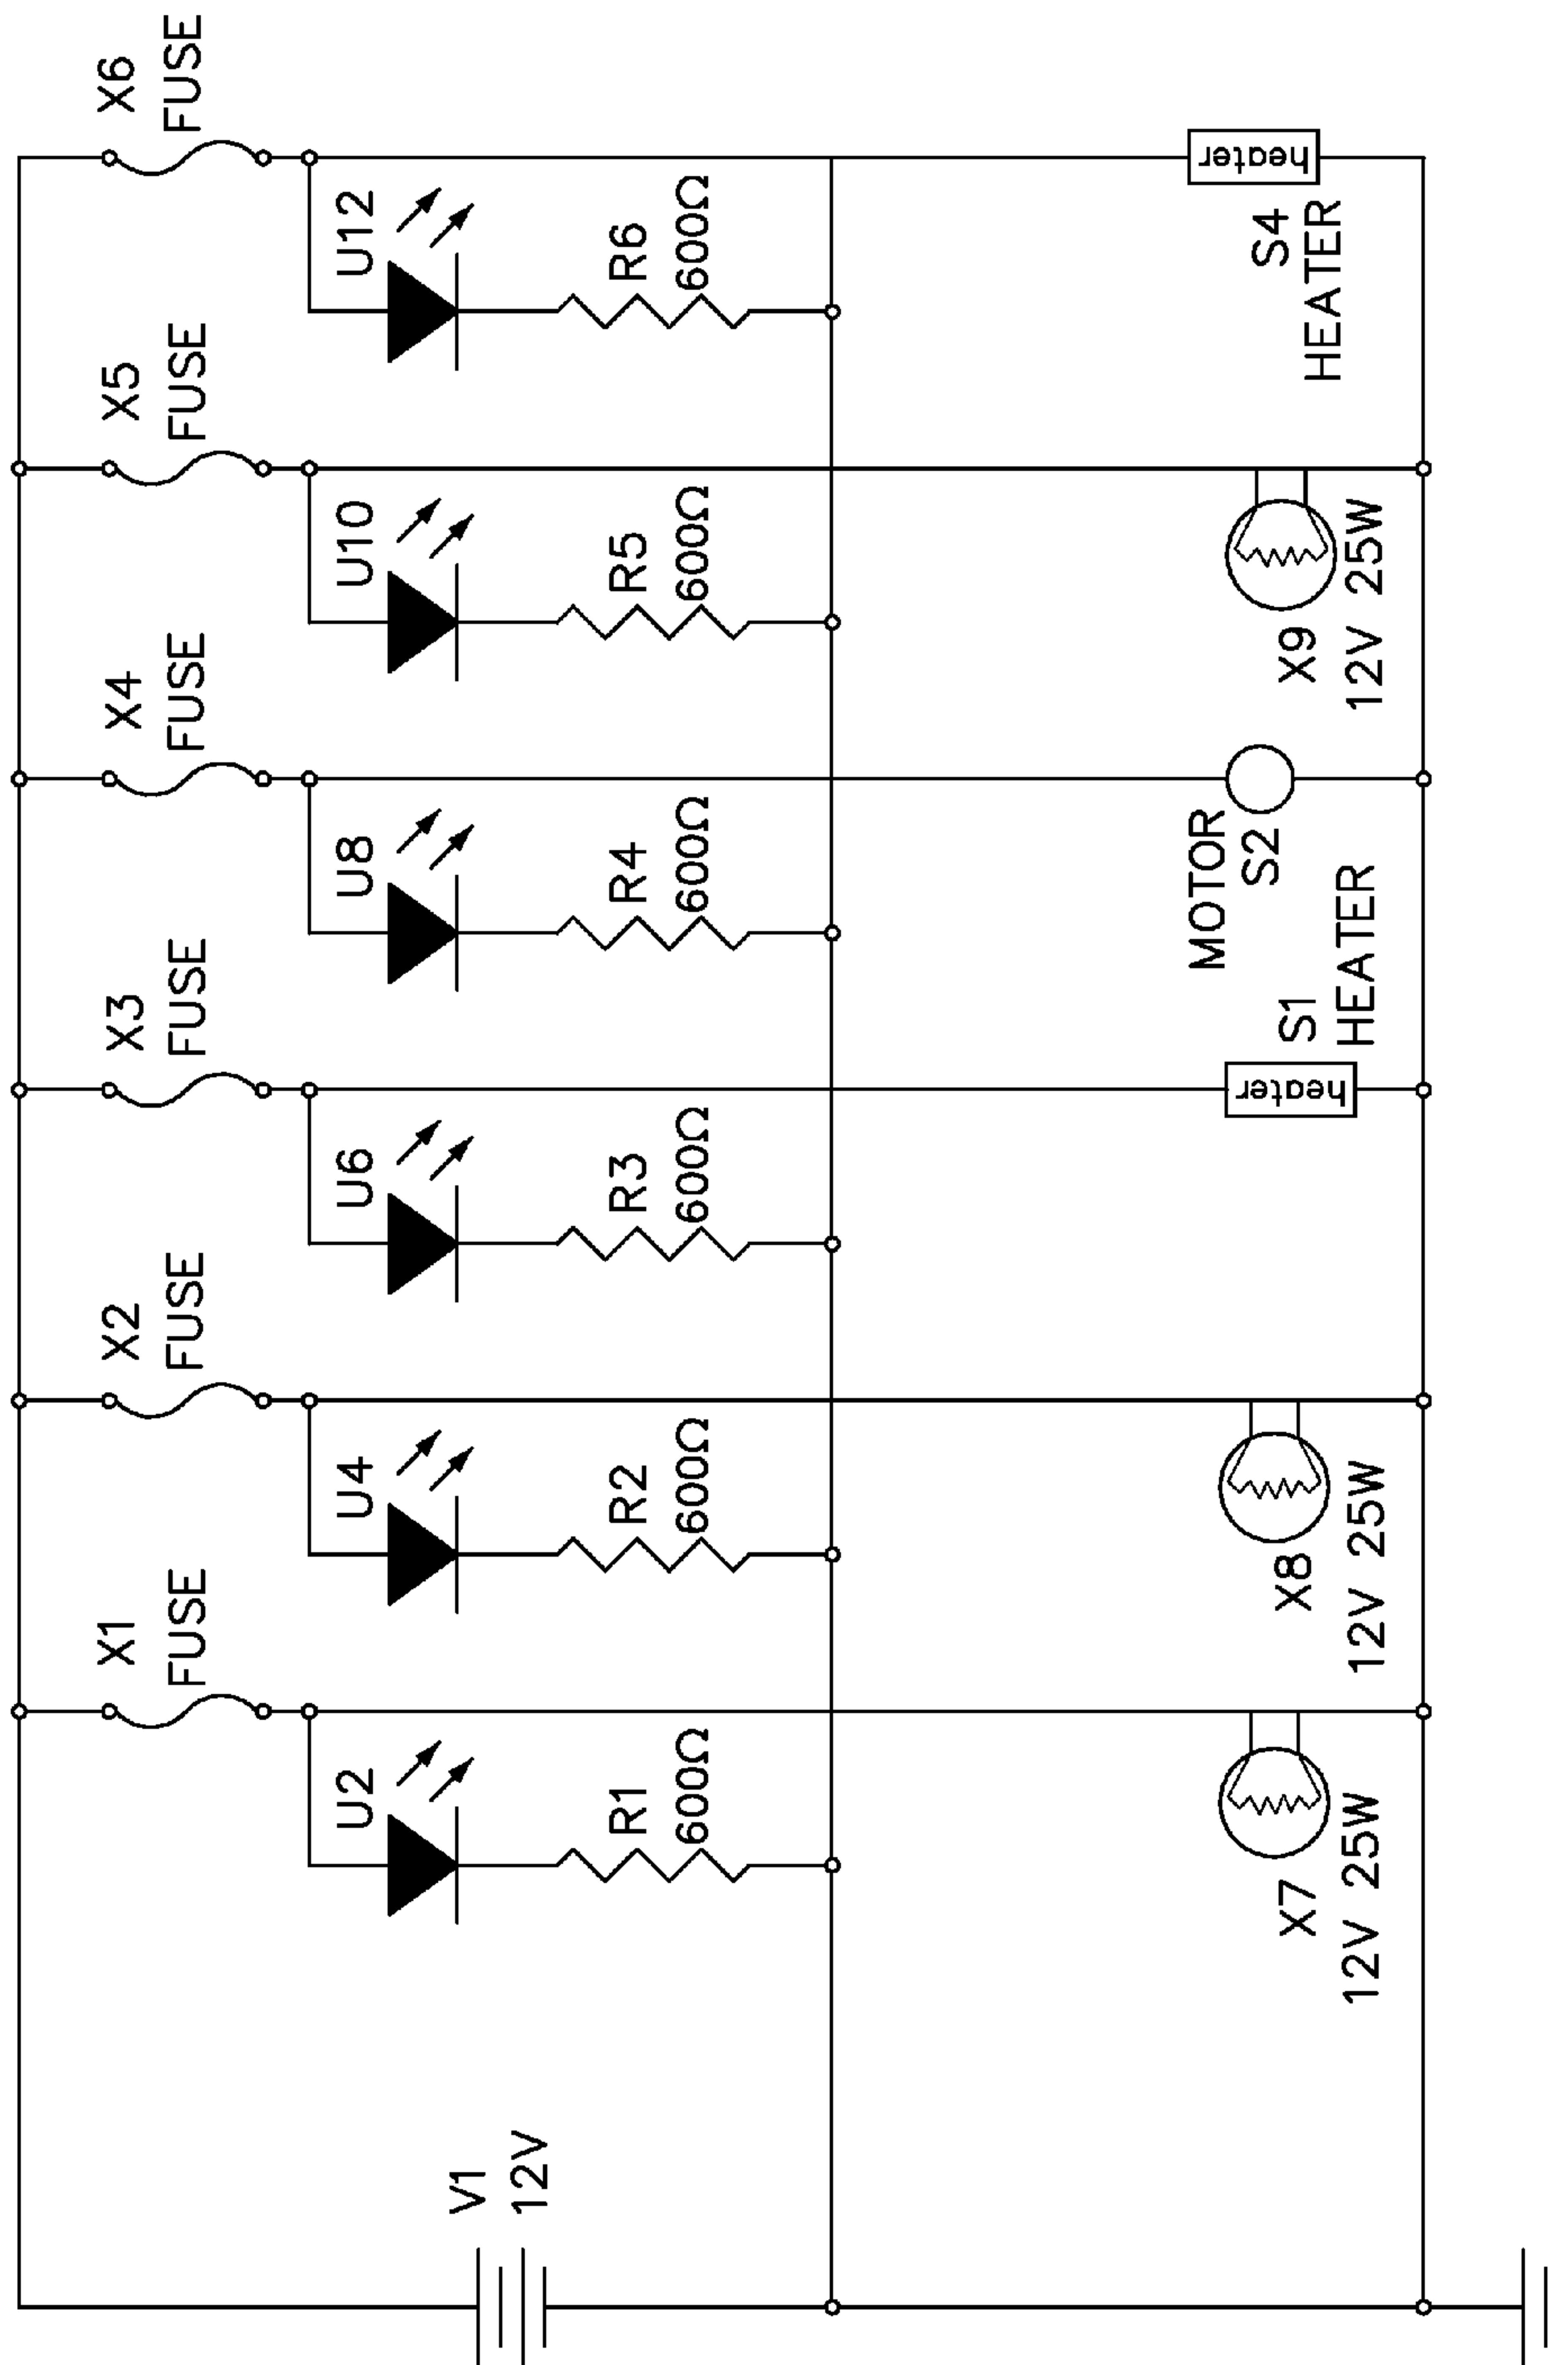 X1
FUSE
X2
FUSE
X3
FUSE
X4
FUSE
X5
FUSE
X6
FUSE
U2
U4
U6
U8
U10
U12
V1
12V
R1
600Ω
R2
600Ω
R3
600Ω
R4
600Ω
R5
600Ω
R6
600Ω
X7
12V 25W
X8
12V 25W
heater
S1
HEATER
MOTOR
S2
X9
12V 25W
heater
S4
HEATER